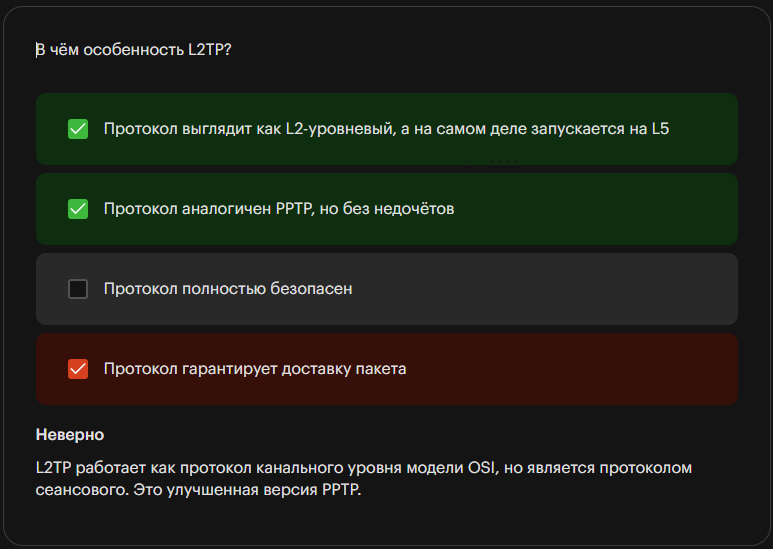 В чём особенность L2TP?
Протокол выглядит как L2-уровневый, а на самом деле запускается на L5
Протокол аналогичен PPTP, но без недочётов
Протокол полностью безопасен
Протокол гарантирует доставку пакета
Неверно
L2TP работает как протокол канального уровня модели OSI, но является протоколом
сеансового. Это улучшенная версия PPTP.